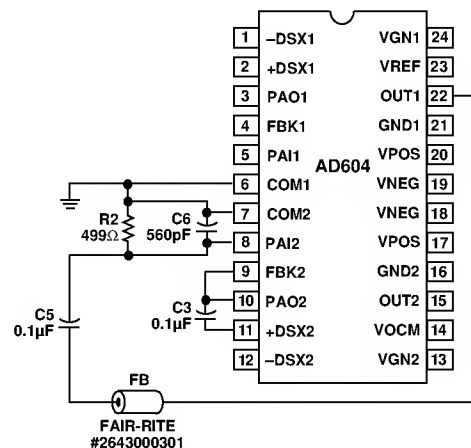 1 –DSX1 VGN1 24
2 +DSX1 VREF 23
3 PAO1 OUT1 22
4 FBK1 GND1 21
5 PAI1 VPOS 20
AD604
6 COM1 VNEG 19
R2
499Ω
C6
560pF
7 COM2 VNEG 18
8 PAI2 VPOS 17
9 FBK2 GND2 16
C5
0.1µF
C3
0.1µF
10 PAO2 OUT2 15
11 +DSX2 VOCM 14
12 –DSX2 VGN2 13
FB
FAIR-RITE
#2643000301